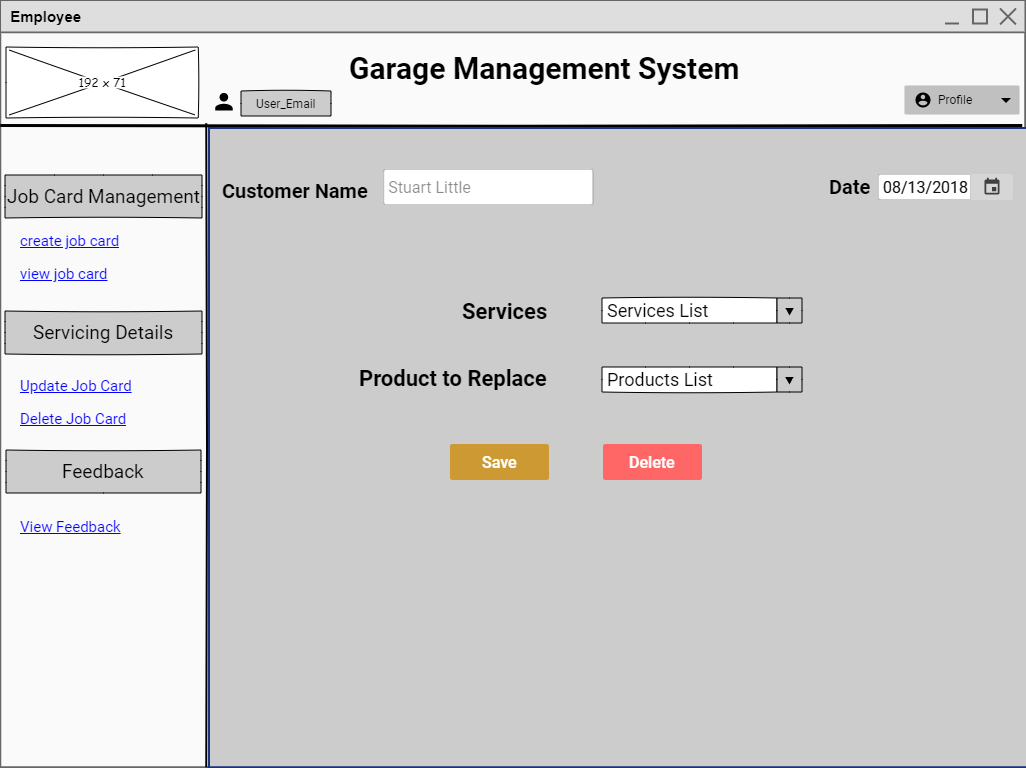 Employee
192 x 71
Garage Management System
User_Email
Profile
Job Card Management
create job card
view job card
Servicing Details
Update Job Card
Delete Job Card
Feedback
View Feedback
Customer Name Stuart Little
Date 08/13/2018
Services Services List
Product to Replace Products List
Save Delete